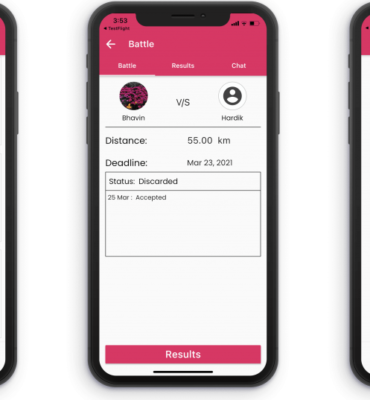 3:53
TestFlight
Battle
Battle Results Chat
V/S
Bhavin Hardik
Distance: 55.00 km
Deadline: Mar 23, 2021
Status: Discarded
25 Mar : Accepted
Results